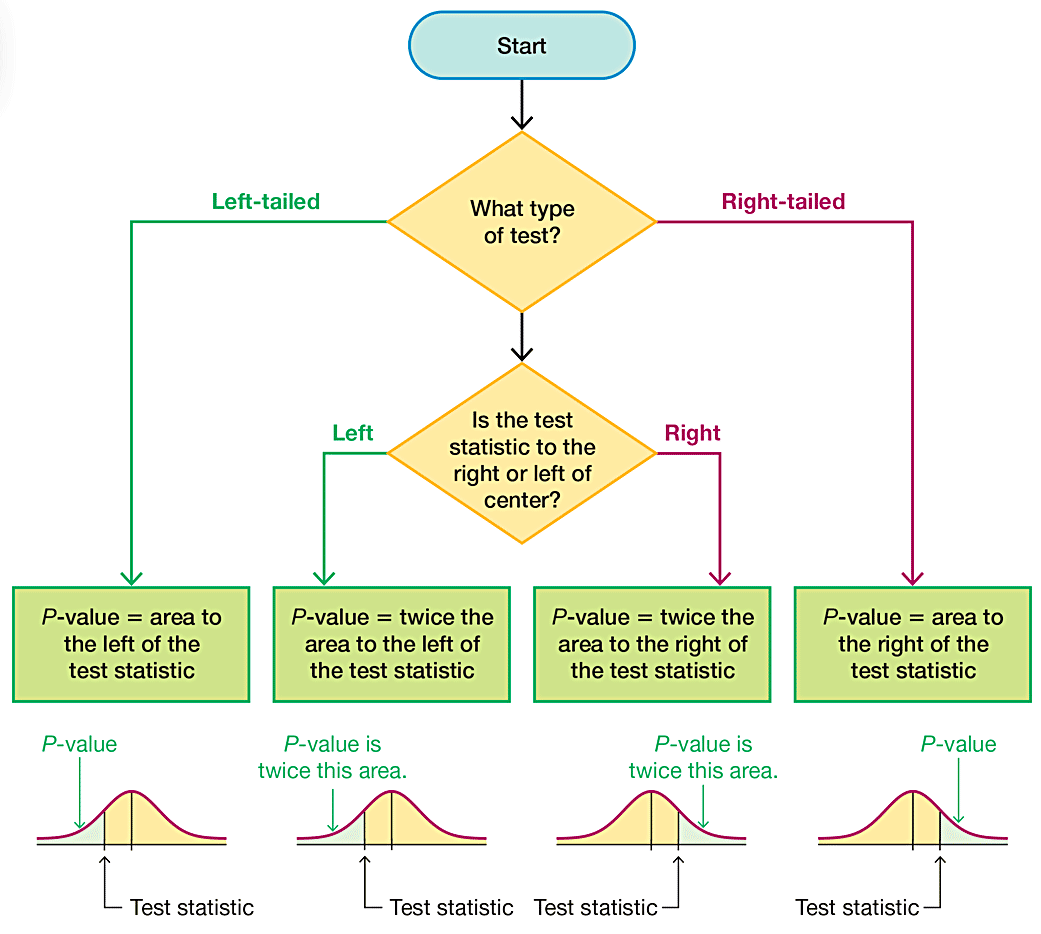 Start
What type
of test?
Left-tailed
Right-tailed
Is the test
statistic to the
right or left of
center?
Left
Right
P-value = area to
the left of the
test statistic
P-value = twice the
area to the left of
the test statistic
P-value = twice the
area to the right of
the test statistic
P-value = area to
the right of the
test statistic
P-value
P-value is
twice this area.
P-value is
twice this area.
P-value
Test statistic
Test statistic
Test statistic
Test statistic